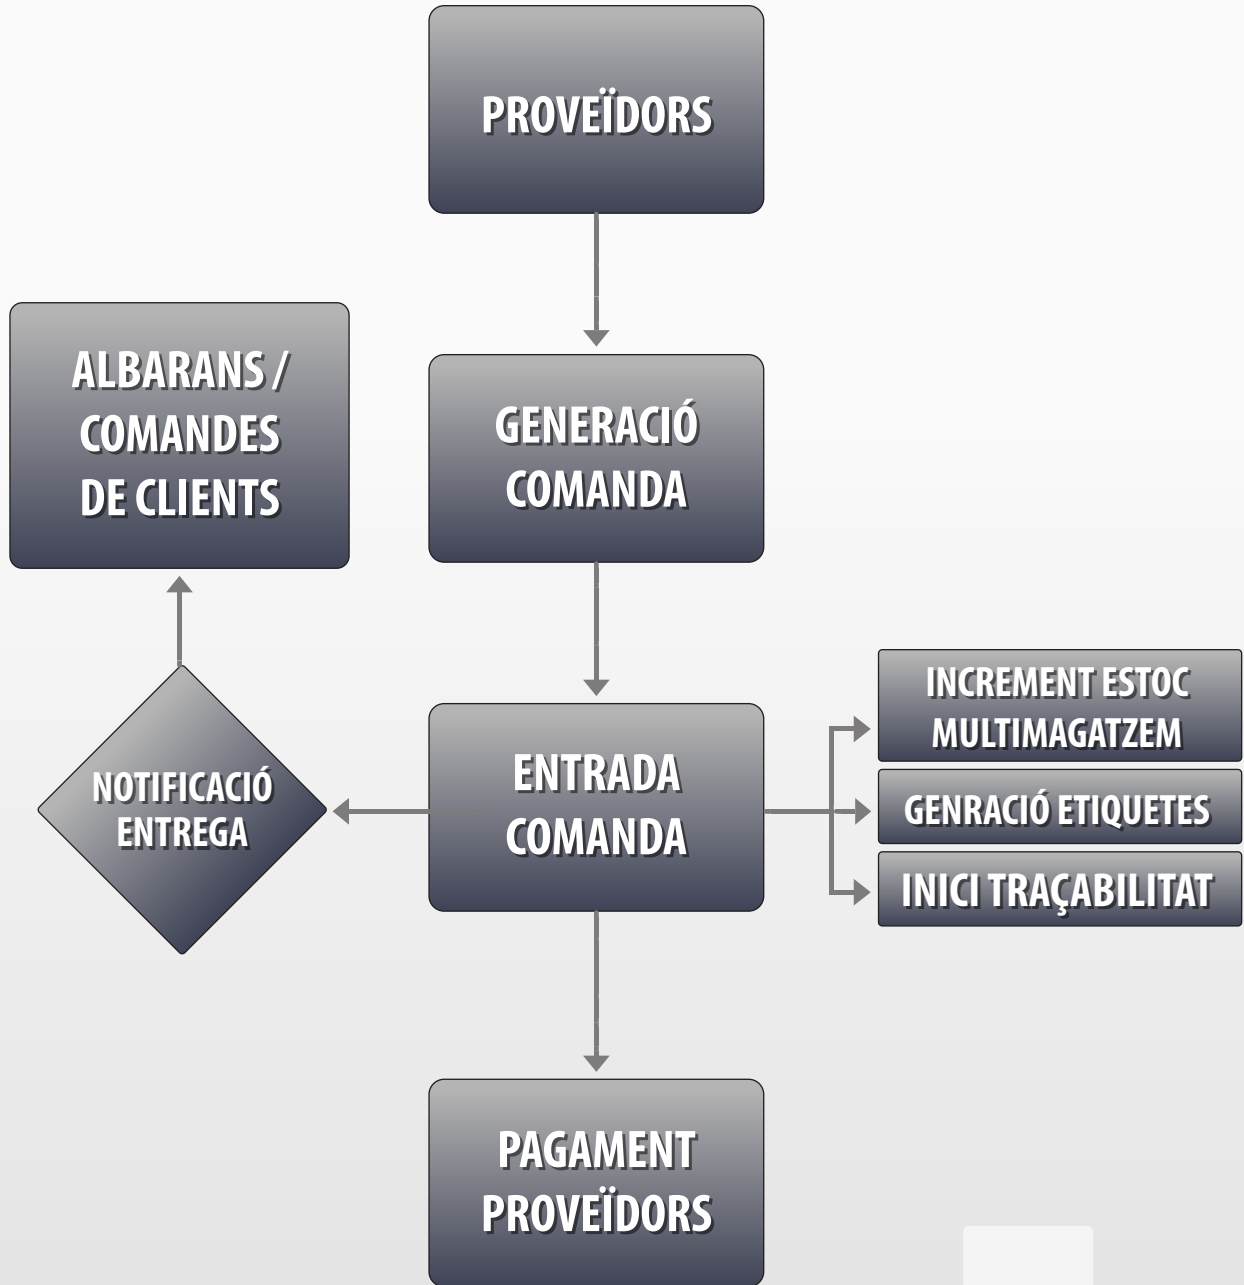 PROVEÏDORS
ALBARANS /
COMANDES
DE CLIENTS
GENERACIÓ
COMANDA
NOTIFICACIÓ
ENTREGA
ENTRADA
COMANDA
INCREMENT ESTOC
MULTIMAGATZEM
GENRACIÓ ETIQUETES
INICI TRAÇABILITAT
PAGAMENT
PROVEÏDORS